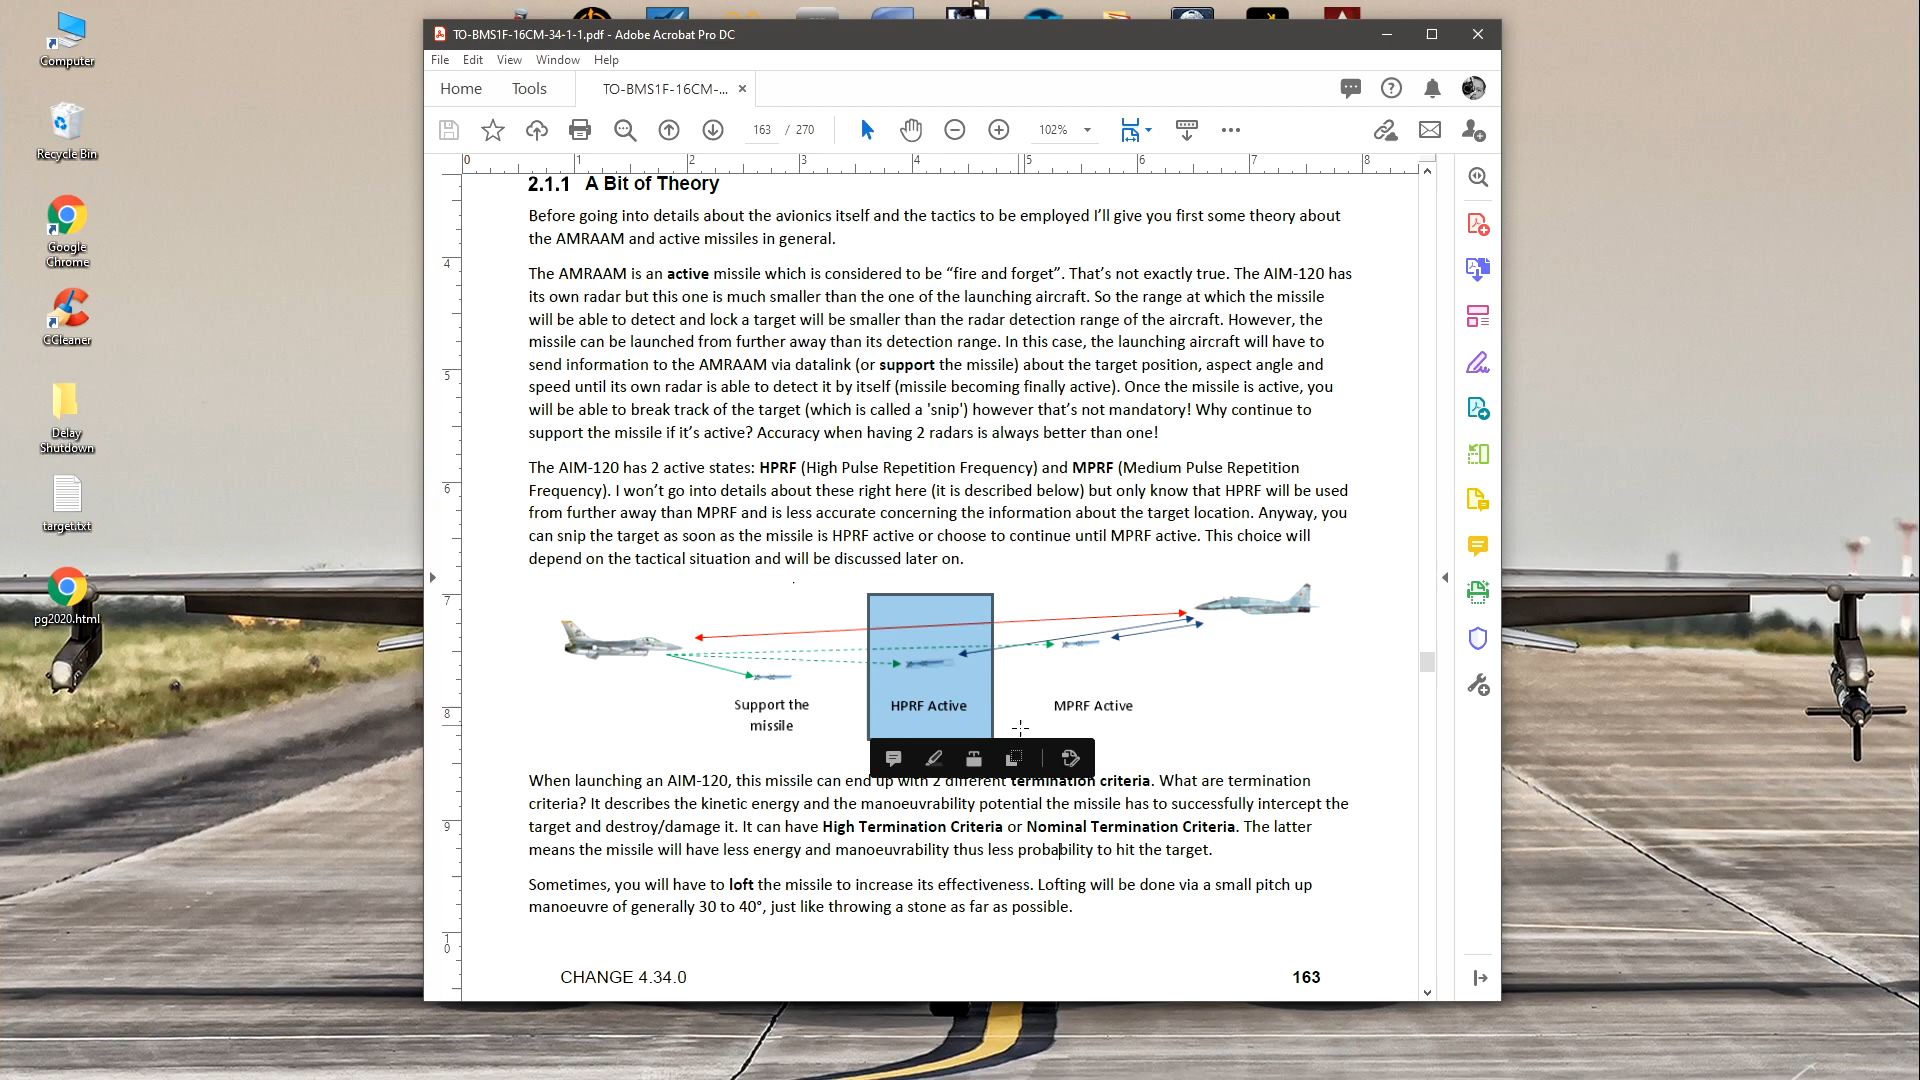 Computer
Recycle Bin
Google
Chrome
CCleaner
Delay
Shutdown
target.txt
pg2020.html
TO-BMS1F-16CM-34-1-1.pdf - Adobe Acrobat Pro DC
File Edit View Window Help
Home Tools TO-BMS1F-16CM-... ×
163 / 270 102%
0 1 2 3 4 5 6 7 8
4
5
6
7
8
9
10
2.1.1 A Bit of Theory
Before going into details about the avionics itself and the tactics to be employed I’ll give you first some theory about
the AMRAAM and active missiles in general.
The AMRAAM is an active missile which is considered to be “fire and forget”. That’s not exactly true. The AIM-120 has
its own radar but this one is much smaller than the one of the launching aircraft. So the range at which the missile
will be able to detect and lock a target will be smaller than the radar detection range of the aircraft. However, the
missile can be launched from further away than its detection range. In this case, the launching aircraft will have to
send information to the AMRAAM via datalink (or support the missile) about the target position, aspect angle and
speed until its own radar is able to detect it by itself (missile becoming finally active). Once the missile is active, you
will be able to break track of the target (which is called a 'snip') however that’s not mandatory! Why continue to
support the missile if it’s active? Accuracy when having 2 radars is always better than one!
The AIM-120 has 2 active states: HPRF (High Pulse Repetition Frequency) and MPRF (Medium Pulse Repetition
Frequency). I won’t go into details about these right here (it is described below) but only know that HPRF will be used
from further away than MPRF and is less accurate concerning the information about the target location. Anyway, you
can snip the target as soon as the missile is HPRF active or choose to continue until MPRF active. This choice will
depend on the tactical situation and will be discussed later on.
Support the
missile
HPRF Active
MPRF Active
When launching an AIM-120, this missile can end up with 2 different termination criteria. What are termination
criteria? It describes the kinetic energy and the manoeuvrability potential the missile has to successfully intercept the
target and destroy/damage it. It can have High Termination Criteria or Nominal Termination Criteria. The latter
means the missile will have less energy and manoeuvrability thus less probability to hit the target.
Sometimes, you will have to loft the missile to increase its effectiveness. Lofting will be done via a small pitch up
manoeuvre of generally 30 to 40°, just like throwing a stone as far as possible.
CHANGE 4.34.0 163